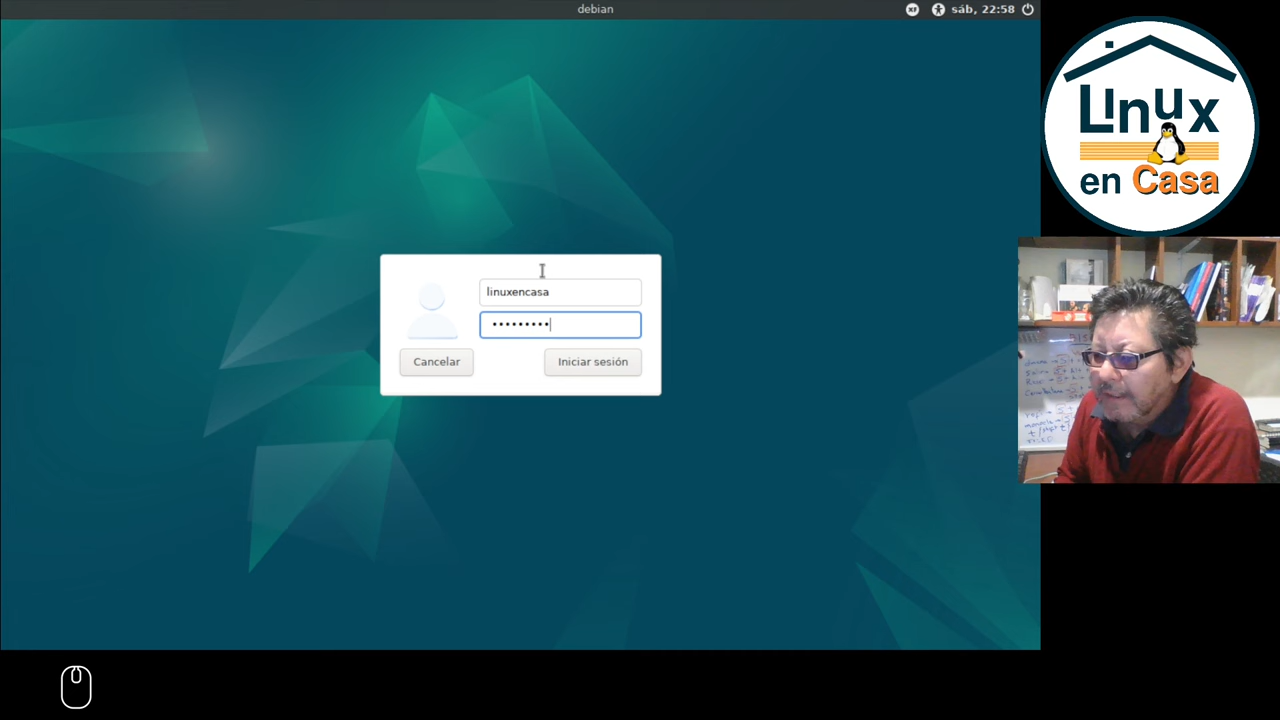 debian
sáb, 22:58
Linux
en Casa
linuxencasa
•••••••••
Cancelar
Iniciar sesión